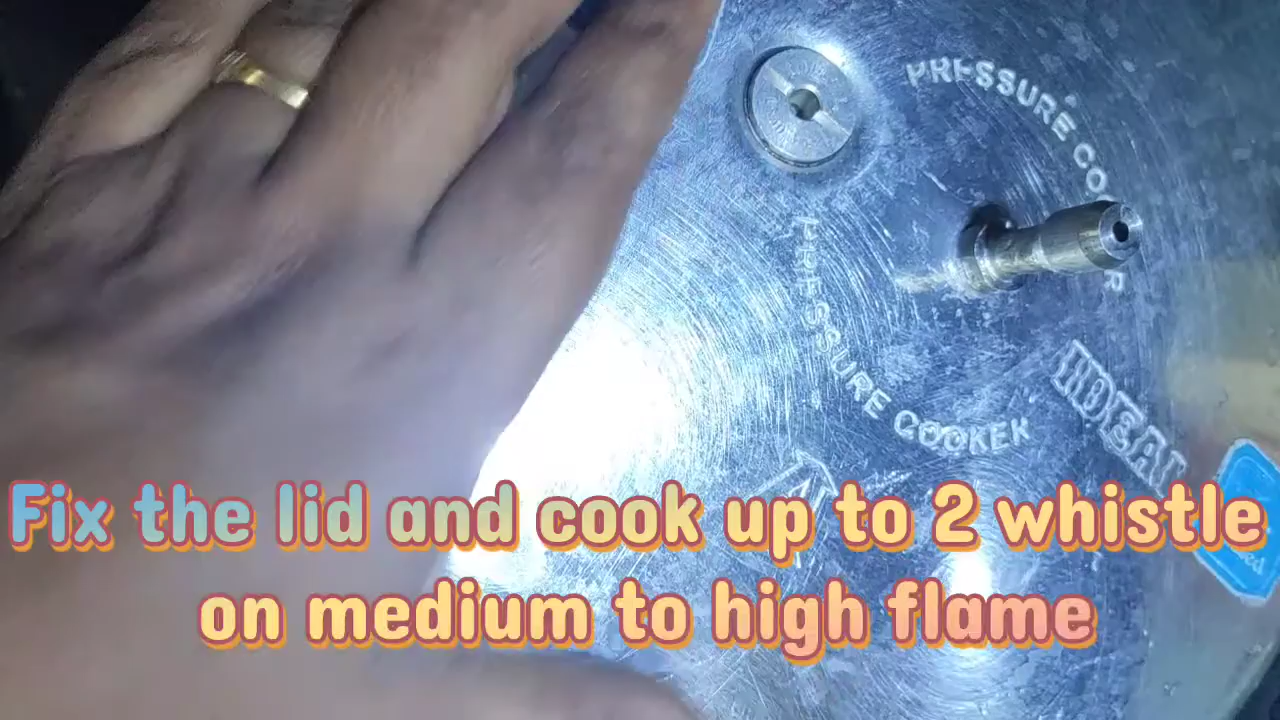 PRESSURE COOKER
PRESSURE COOKER
IDEAL
Fix the lid and cook up to 2 whistle
on medium to high flame